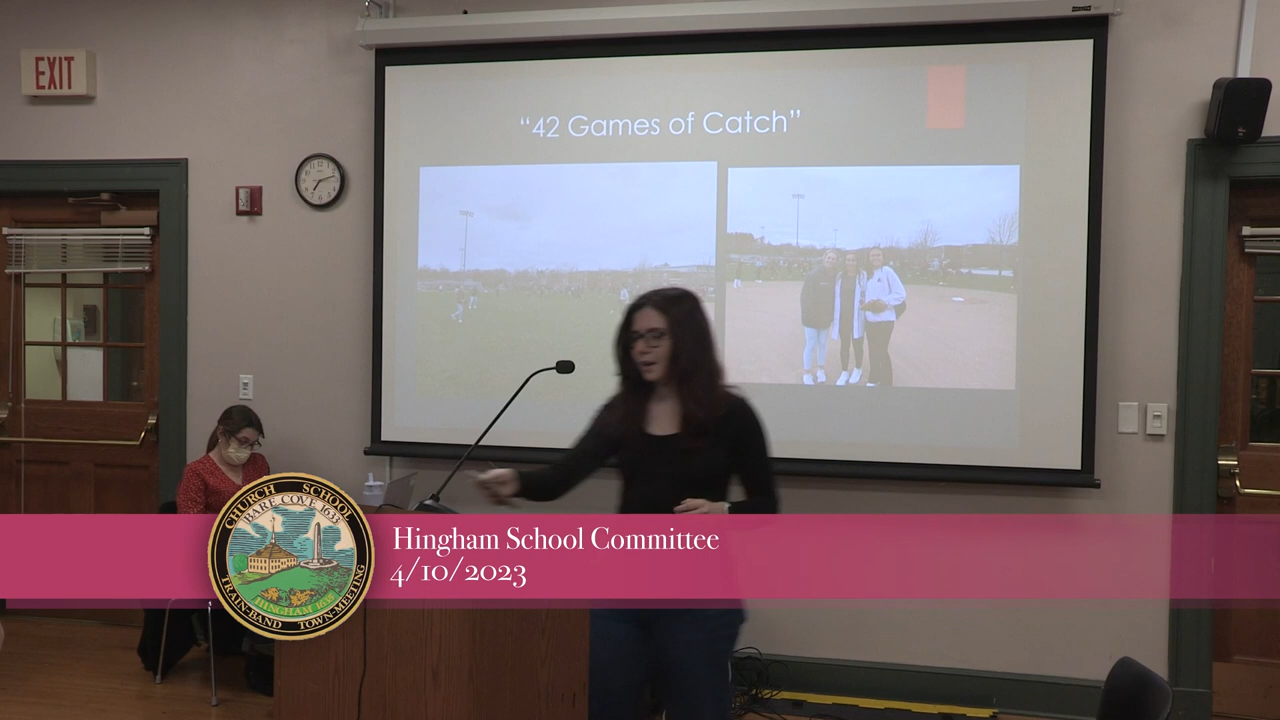 EXIT
“42 Games of Catch”
CHURCH SCHOOL
BARE COVE 1633
HINGHAM 1635
TRAIN-BAND TOWN-MEETING
Hingham School Committee
4/10/2023